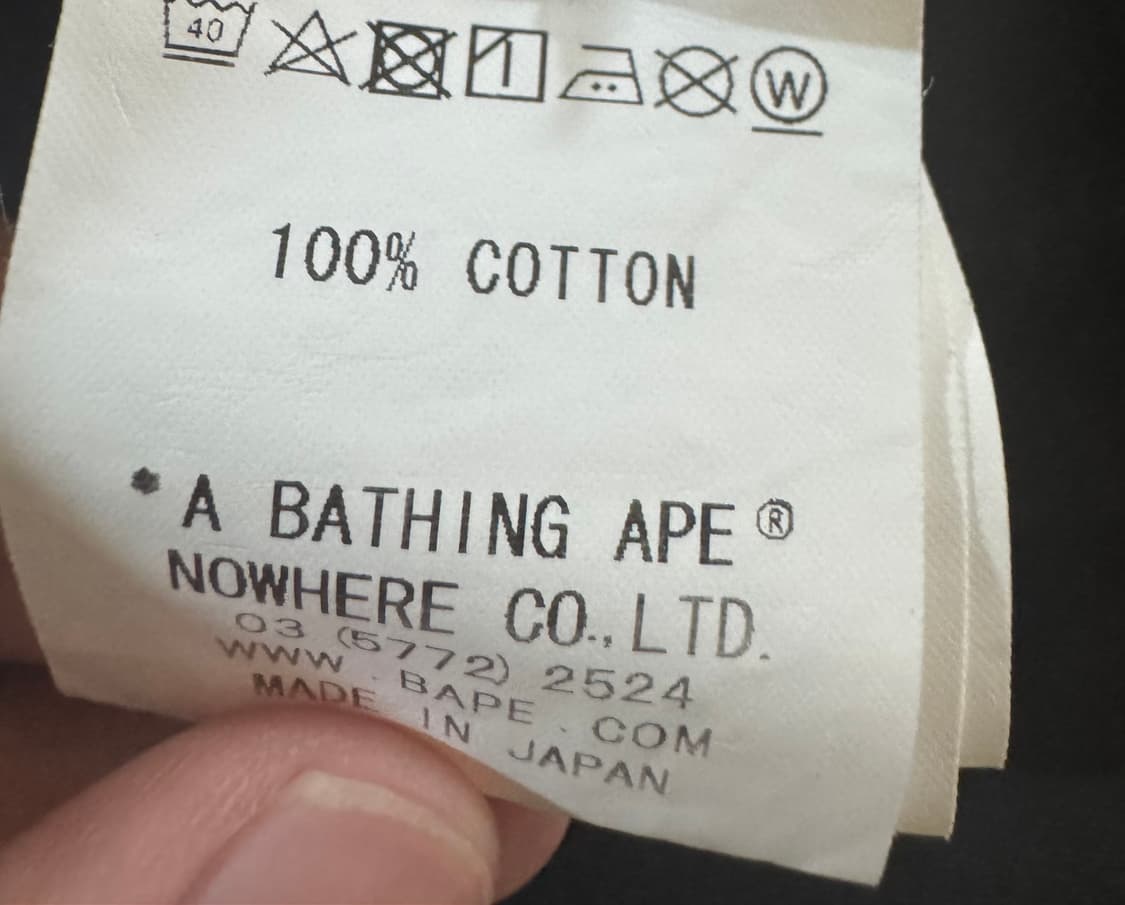 40
W
100% COTTON
*A BATHING APE®
NOWHERE CO.,LTD.
03 (5772) 2524
WWW.BAPE.COM
MADE IN JAPAN